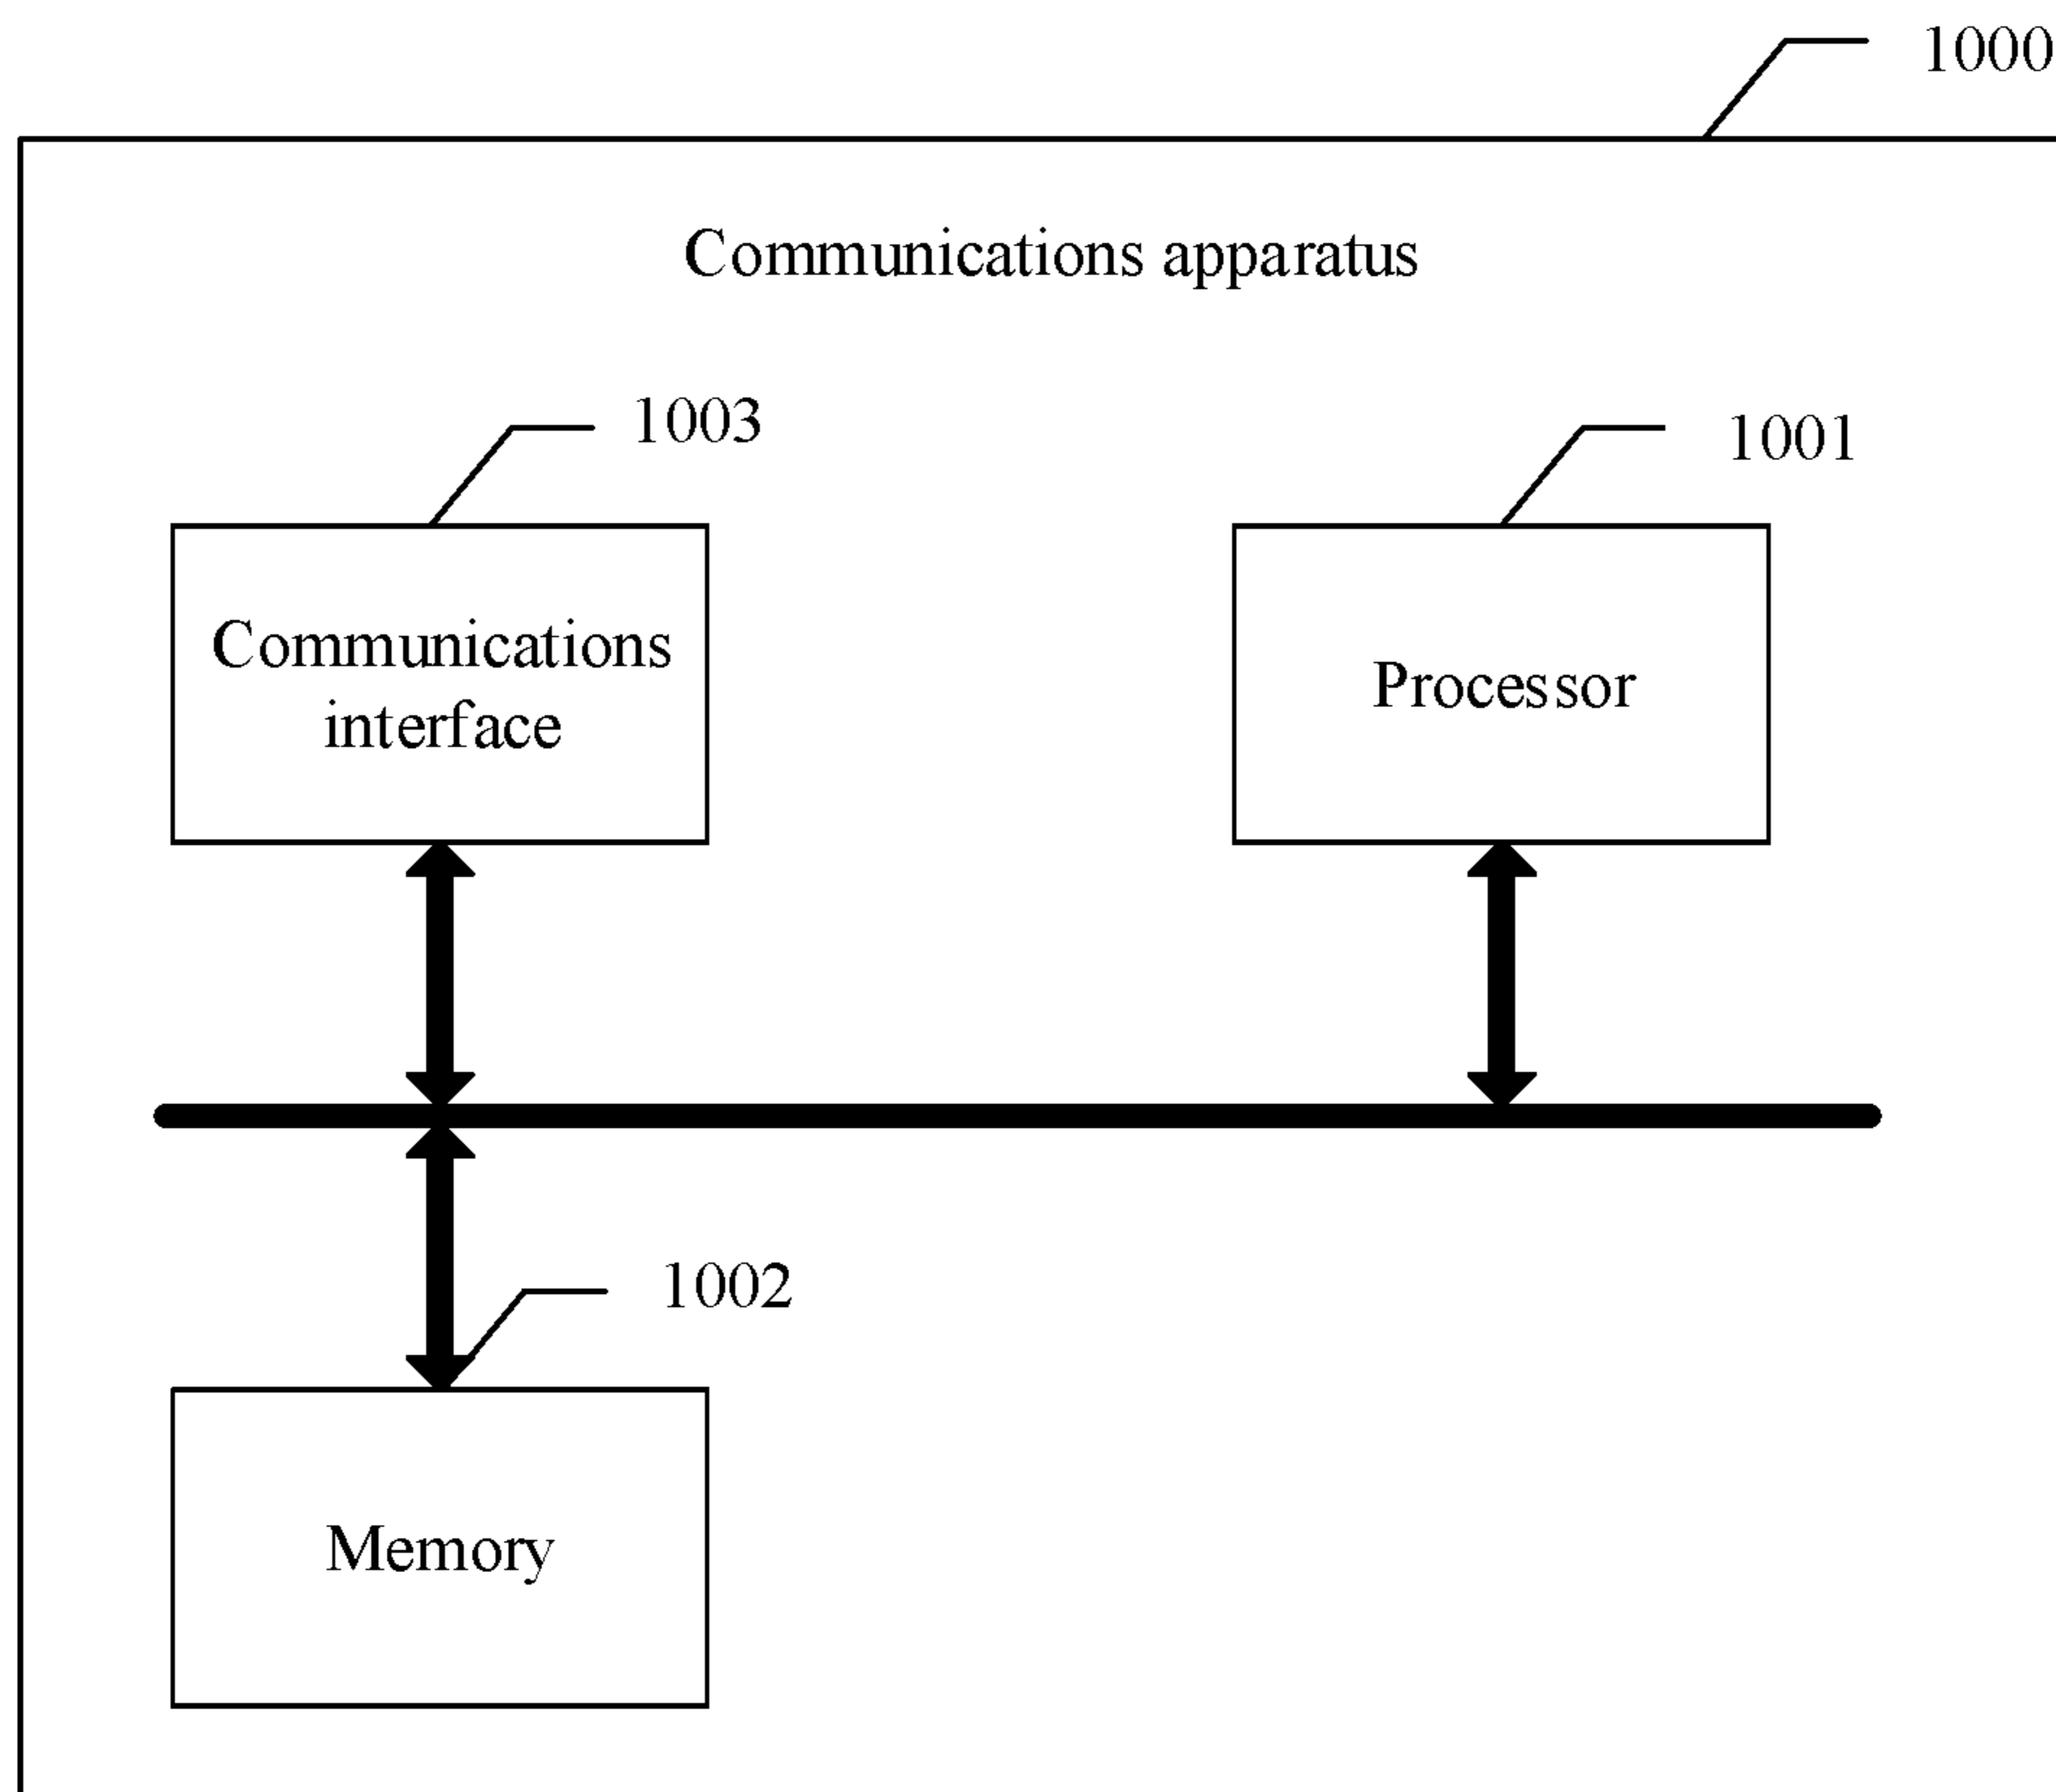 1000
Communications apparatus
1003
1001
Communications
interface
Processor
1002
Memory